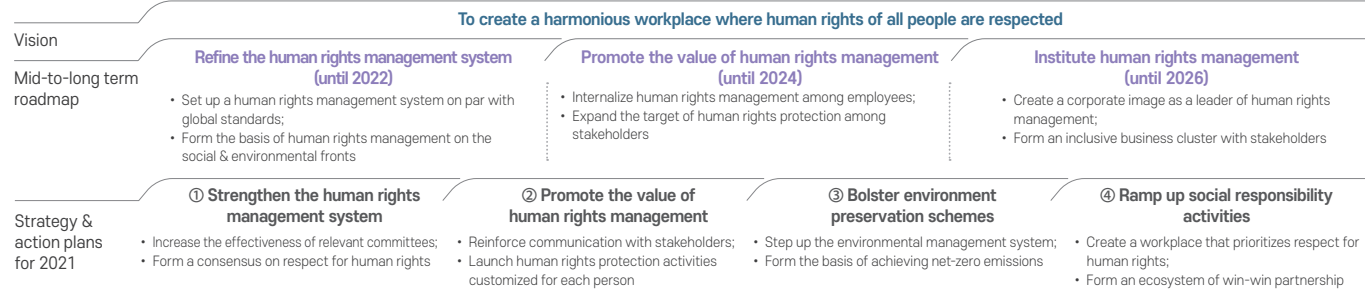 To create a harmonious workplace where human rights of all people are respected
Vision
Mid-to-long term
roadmap
Refine the human rights management system
(until 2022)
• Set up a human rights management system on par with
global standards;
• Form the basis of human rights management on the
social & environmental fronts
Promote the value of human rights management
(until 2024)
• Internalize human rights management among employees;
• Expand the target of human rights protection among
stakeholders
Institute human rights management
(until 2026)
• Create a corporate image as a leader of human rights
management;
• Form an inclusive business cluster with stakeholders
Strategy &
action plans
for 2021
① Strengthen the human rights
management system
• Increase the effectiveness of relevant committees;
• Form a consensus on respect for human rights
② Promote the value of
human rights management
• Reinforce communication with stakeholders;
• Launch human rights protection activities
customized for each person
③ Bolster environment
preservation schemes
• Step up the environmental management system;
• Form the basis of achieving net-zero emissions
④ Ramp up social responsibility
activities
• Create a workplace that prioritizes respect for
human rights;
• Form an ecosystem of win-win partnership